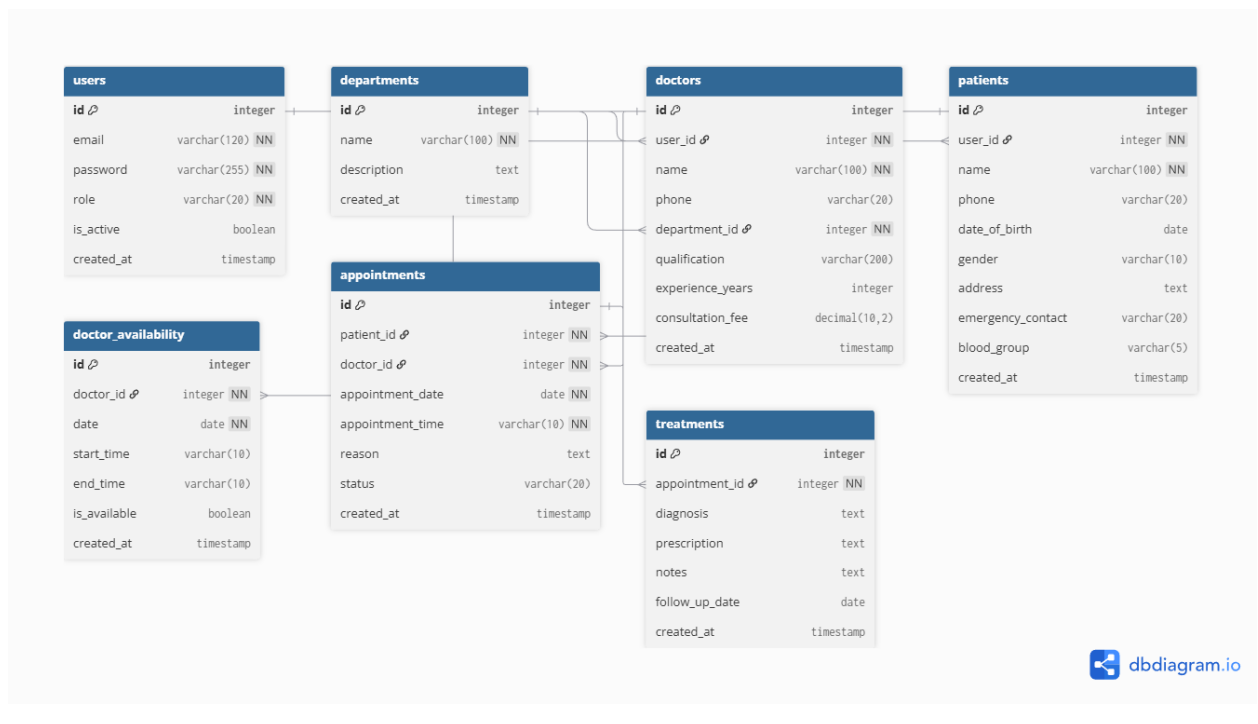 users
id integer
email varchar(120) NN
password varchar(255) NN
role varchar(20) NN
is_active boolean
created_at timestamp
departments
id integer
name varchar(100) NN
description text
created_at timestamp
doctors
id integer
user_id integer NN
name varchar(100) NN
phone varchar(20)
department_id integer NN
qualification varchar(200)
experience_years integer
consultation_fee decimal(10,2)
created_at timestamp
patients
id integer
user_id integer NN
name varchar(100) NN
phone varchar(20)
date_of_birth date
gender varchar(10)
address text
emergency_contact varchar(20)
blood_group varchar(5)
created_at timestamp
doctor_availability
id integer
doctor_id integer NN
date date NN
start_time varchar(10)
end_time varchar(10)
is_available boolean
created_at timestamp
appointments
id integer
patient_id integer NN
doctor_id integer NN
appointment_date date NN
appointment_time varchar(10) NN
reason text
status varchar(20)
created_at timestamp
treatments
id integer
appointment_id integer NN
diagnosis text
prescription text
notes text
follow_up_date date
created_at timestamp
dbdiagram.io